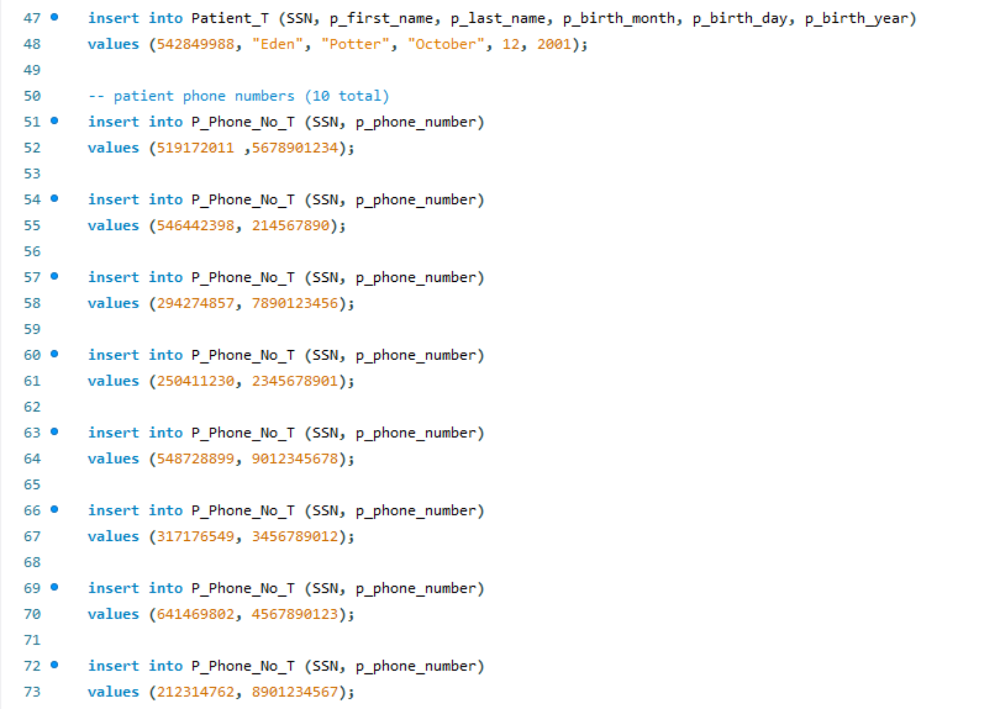 47 insert into Patient_T (SSN, p_first_name, p_last_name, p_birth_month, p_birth_day, p_birth_year)
48 values (542849988, "Eden", "Potter", "October", 12, 2001);
49
50 -- patient phone numbers (10 total)
51 insert into P_Phone_No_T (SSN, p_phone_number)
52 values (519172011 ,5678901234);
53
54 insert into P_Phone_No_T (SSN, p_phone_number)
55 values (546442398, 214567890);
56
57 insert into P_Phone_No_T (SSN, p_phone_number)
58 values (294274857, 7890123456);
59
60 insert into P_Phone_No_T (SSN, p_phone_number)
61 values (250411230, 2345678901);
62
63 insert into P_Phone_No_T (SSN, p_phone_number)
64 values (548728899, 9012345678);
65
66 insert into P_Phone_No_T (SSN, p_phone_number)
67 values (317176549, 3456789012);
68
69 insert into P_Phone_No_T (SSN, p_phone_number)
70 values (641469802, 4567890123);
71
72 insert into P_Phone_No_T (SSN, p_phone_number)
73 values (212314762, 8901234567);